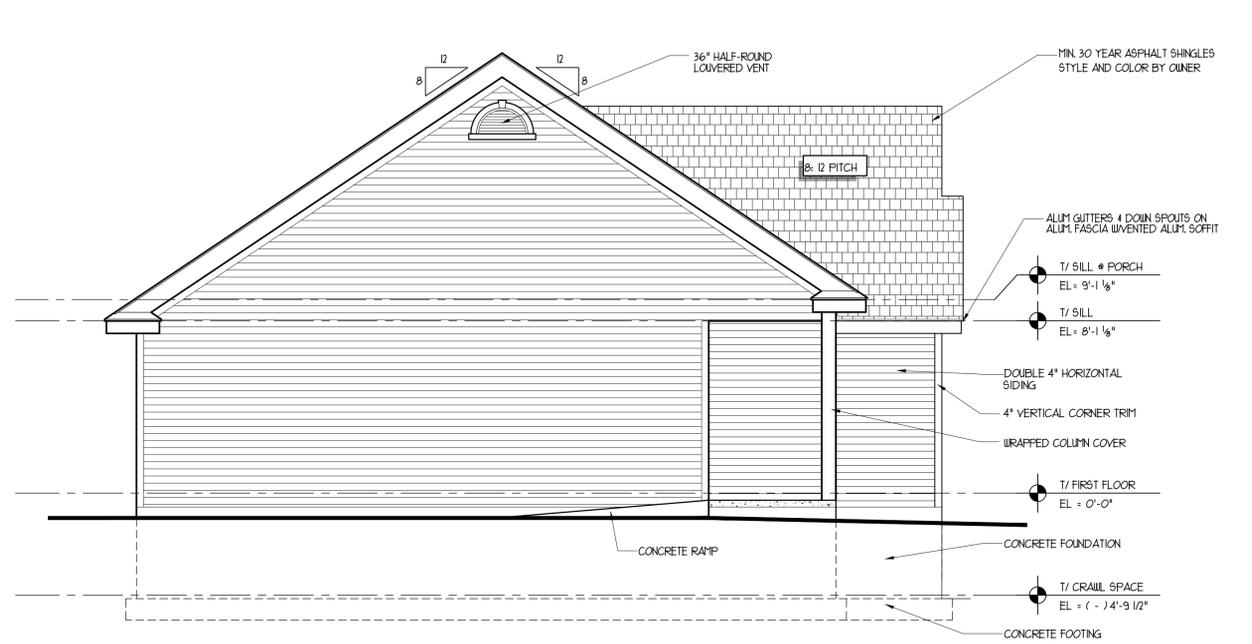 12
8
12
8
36" HALF-ROUND
LOUVERED VENT
MIN. 30 YEAR ASPHALT SHINGLES
STYLE AND COLOR BY OWNER
8: 12 PITCH
ALUM GUTTERS & DOWN SPOUTS ON
ALUM. FASCIA W/VENTED ALUM. SOFFIT
T/ SILL @ PORCH
EL = 9'-1 1/8"
T/ SILL
EL = 8'-1 1/8"
DOUBLE 4" HORIZONTAL
SIDING
4" VERTICAL CORNER TRIM
WRAPPED COLUMN COVER
T/ FIRST FLOOR
EL = 0'-0"
CONCRETE RAMP
CONCRETE FOUNDATION
T/ CRAWL SPACE
EL = ( - ) 4'-9 1/2"
CONCRETE FOOTING